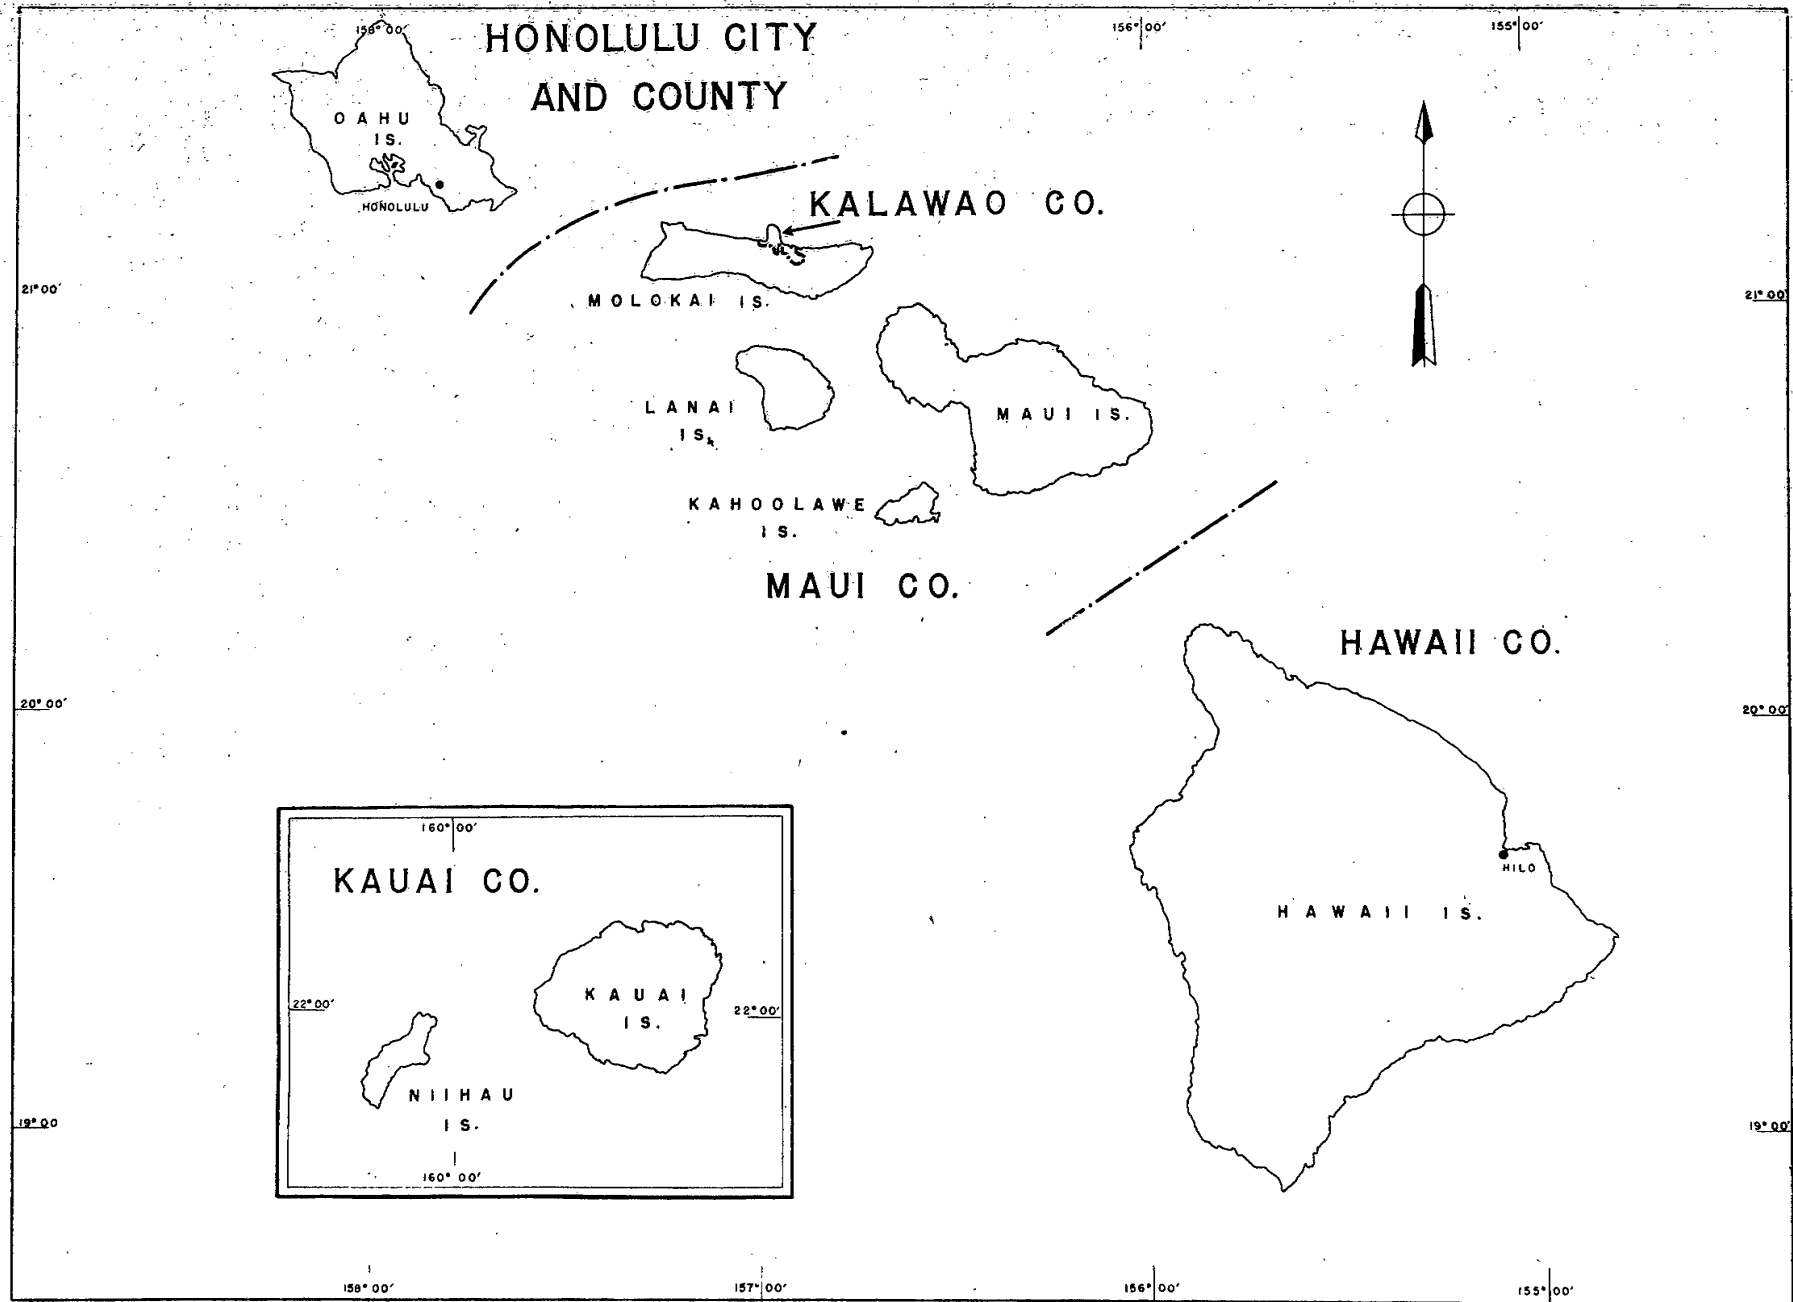 158° 00'
HONOLULU CITY
AND COUNTY
156° 00'
155° 00'
OAHU
IS.
HONOLULU
KALAWAO CO.
21° 00'
MOLOKAI IS.
21° 00'
LANAI
IS.
MAUI IS.
KAHOOLAWE
IS.
MAUI CO.
HAWAII CO.
20° 00'
20° 00'
160° 00'
KAUAI CO.
HILO
HAWAII IS.
KAUAI
IS.
22° 00'
22° 00'
NIIHAU
IS.
160° 00'
19° 00
19° 00'
158° 00'
157° 00'
156° 00'
155° 00'